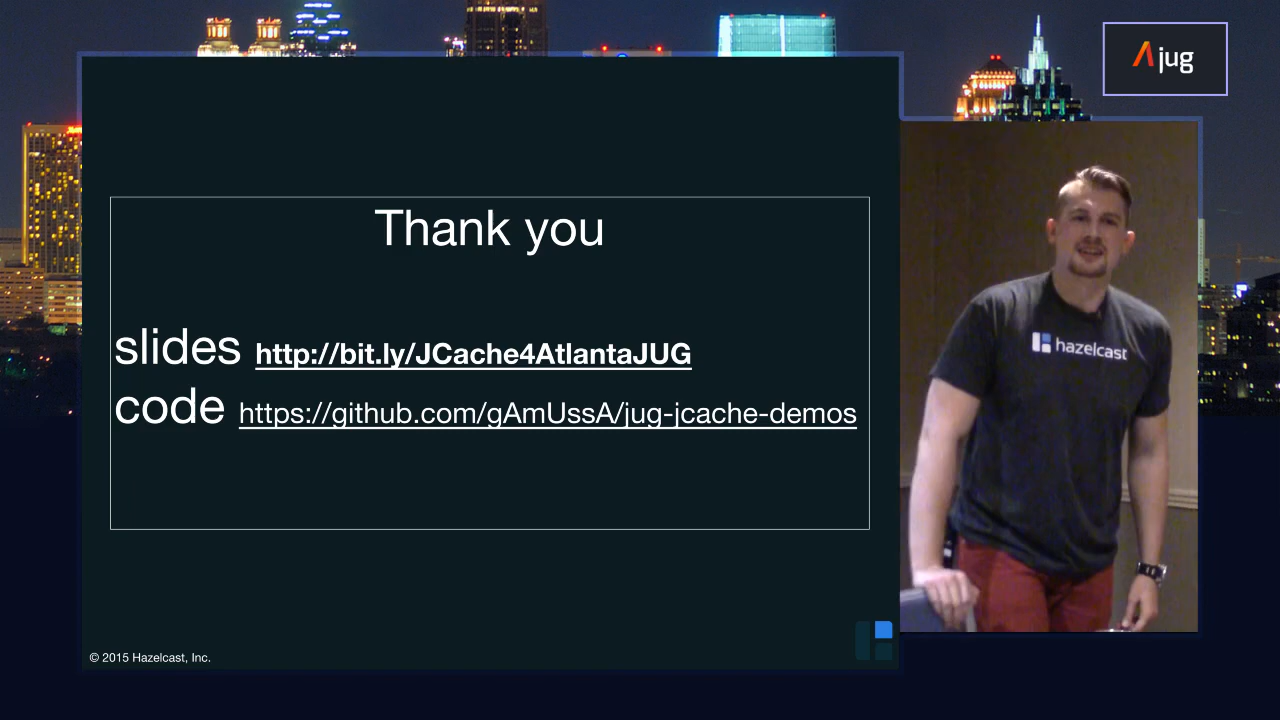 jug
Thank you
slides http://bit.ly/JCache4AtlantaJUG
code https://github.com/gAmUssA/jug-jcache-demos
hazelcast
© 2015 Hazelcast, Inc.